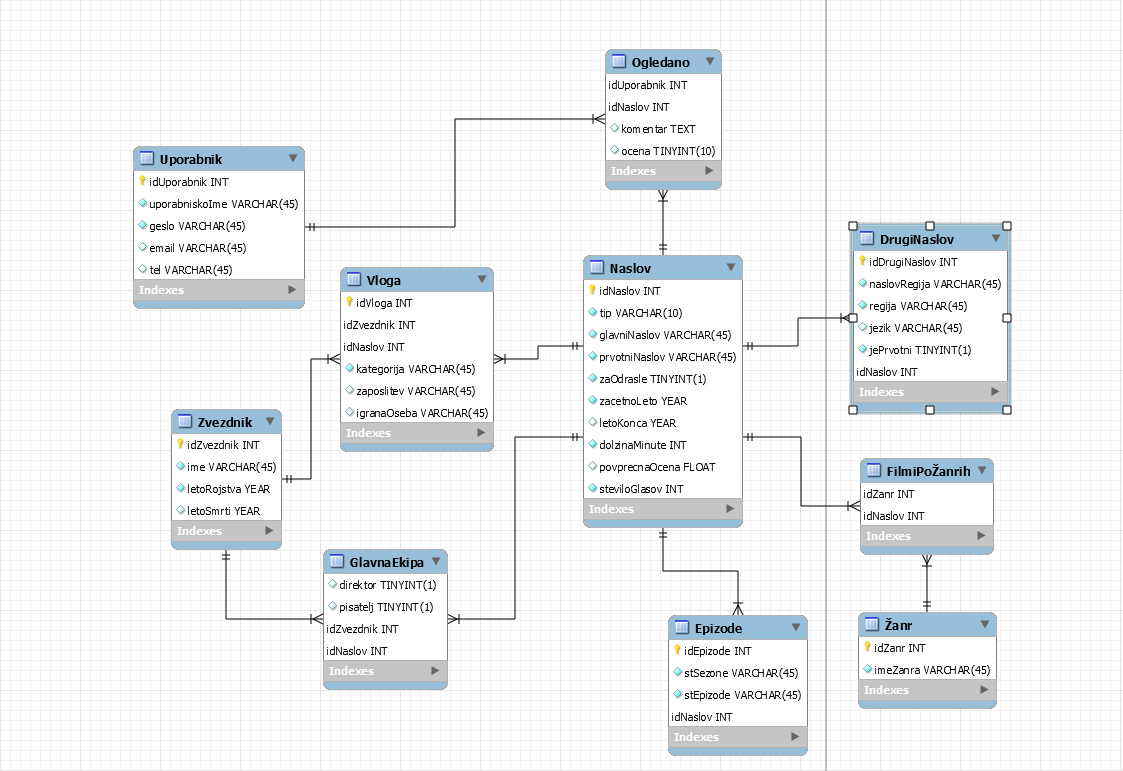 Ogledano
idUporabnik INT
idNaslov INT
komentar TEXT
ocena TINYINT(10)
Indexes
Uporabnik
idUporabnik INT
uporabniskoIme VARCHAR(45)
geslo VARCHAR(45)
email VARCHAR(45)
tel VARCHAR(45)
Indexes
Vloga
idVloga INT
idZvezdnik INT
idNaslov INT
kategorija VARCHAR(45)
zaposlitev VARCHAR(45)
igranaOseba VARCHAR(45)
Indexes
Naslov
idNaslov INT
tip VARCHAR(10)
glavniNaslov VARCHAR(45)
prvotniNaslov VARCHAR(45)
zaOdrasle TINYINT(1)
zacetnoLeto YEAR
letoKonca YEAR
dolzinaMinute INT
povprecnaOcena FLOAT
steviloGlasov INT
Indexes
DrugiNaslov
idDrugiNaslov INT
naslovRegija VARCHAR(45)
regija VARCHAR(45)
jezik VARCHAR(45)
jePrvotni TINYINT(1)
idNaslov INT
Indexes
Zvezdnik
idZvezdnik INT
ime VARCHAR(45)
letoRojstva YEAR
letoSmrti YEAR
Indexes
GlavnaEkipa
direktor TINYINT(1)
pisatelj TINYINT(1)
idZvezdnik INT
idNaslov INT
Indexes
FilmiPoŽanrih
idZanr INT
idNaslov INT
Indexes
Epizode
idEpizode INT
stSezone VARCHAR(45)
stEpizode VARCHAR(45)
idNaslov INT
Indexes
Žanr
idZanr INT
imeZanra VARCHAR(45)
Indexes